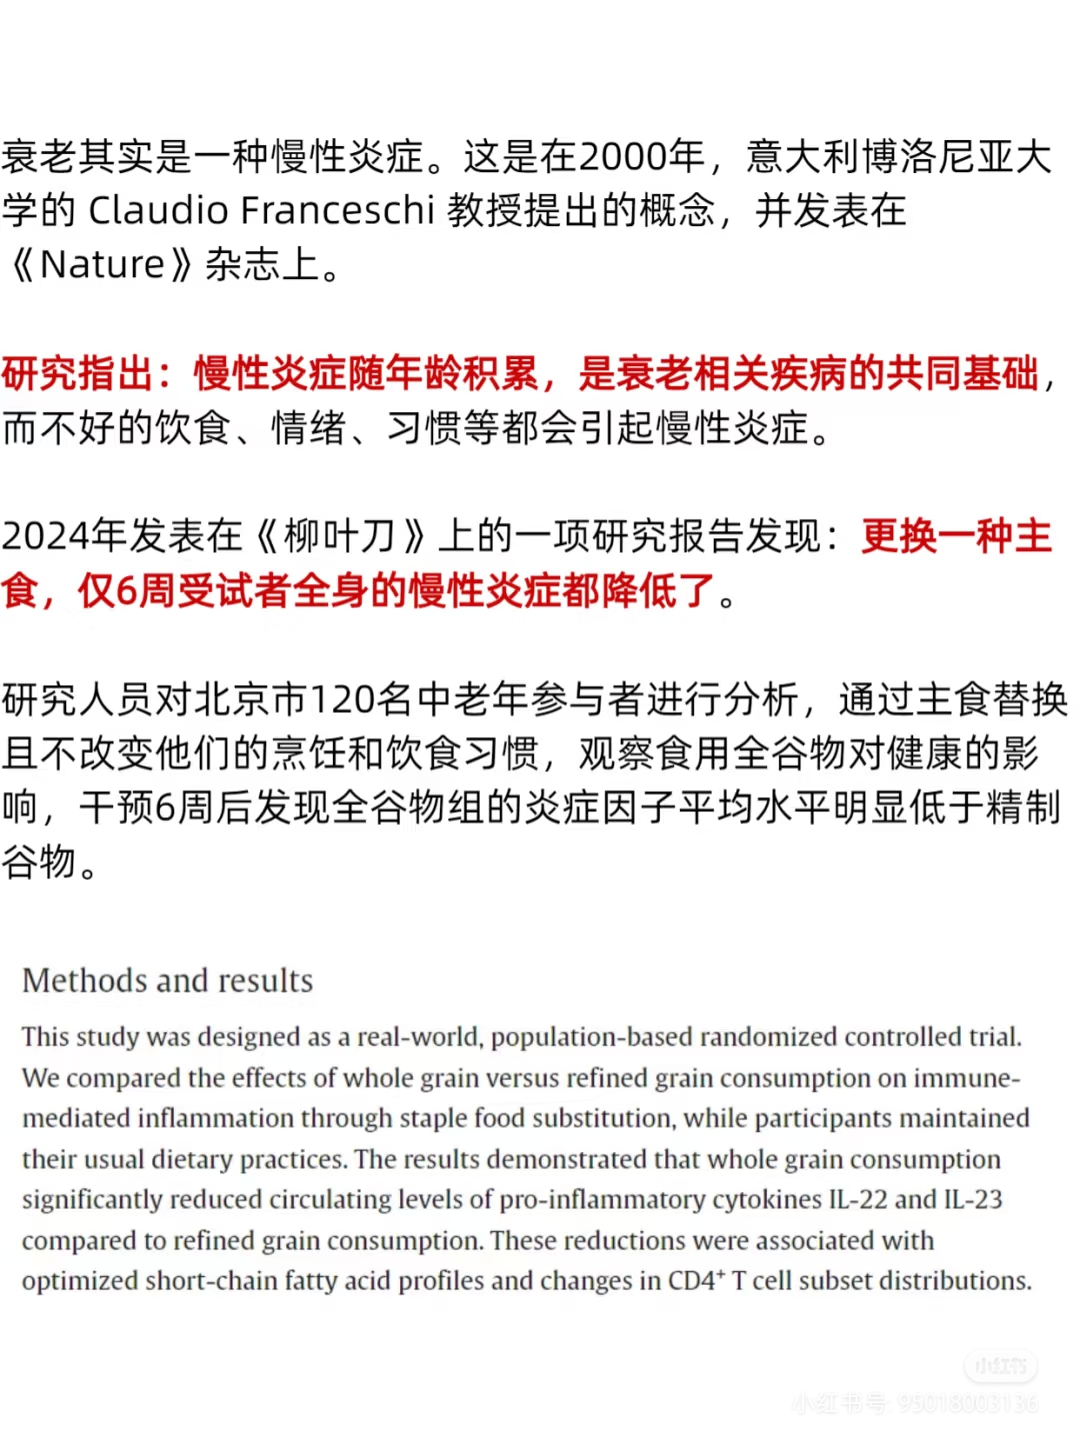 衰老其实是一种慢性炎症。这是在2000年，意大利博洛尼亚大
学的 Claudio Franceschi 教授提出的概念，并发表在
《Nature》杂志上。
研究指出：慢性炎症随年龄积累，是衰老相关疾病的共同基础，
而不好的饮食、情绪、习惯等都会引起慢性炎症。
2024年发表在《柳叶刀》上的一项研究报告发现：更换一种主
食，仅6周受试者全身的慢性炎症都降低了。
研究人员对北京市120名中老年参与者进行分析，通过主食替换
且不改变他们的烹饪和饮食习惯，观察食用全谷物对健康的影
响，干预6周后发现全谷物组的炎症因子平均水平明显低于精制
谷物。
Methods and results
This study was designed as a real-world, population-based randomized controlled trial.
We compared the effects of whole grain versus refined grain consumption on immune-
mediated inflammation through staple food substitution, while participants maintained
their usual dietary practices. The results demonstrated that whole grain consumption
significantly reduced circulating levels of pro-inflammatory cytokines IL-22 and IL-23
compared to refined grain consumption. These reductions were associated with
optimized short-chain fatty acid profiles and changes in CD4⁺ T cell subset distributions.
小红书
小红书号: 95018003136